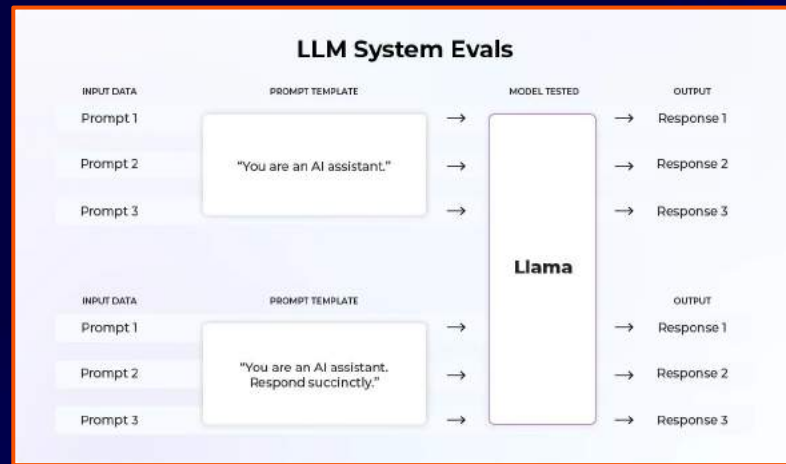 LLM System Evals
INPUT DATA PROMPT TEMPLATE MODEL TESTED OUTPUT
Prompt 1 → → Response 1
Prompt 2 "You are an AI assistant." → → Response 2
Prompt 3 → → Response 3
Llama
INPUT DATA PROMPT TEMPLATE OUTPUT
Prompt 1 → → Response 1
Prompt 2 "You are an AI assistant. → → Response 2
Respond succinctly."
Prompt 3 → → Response 3